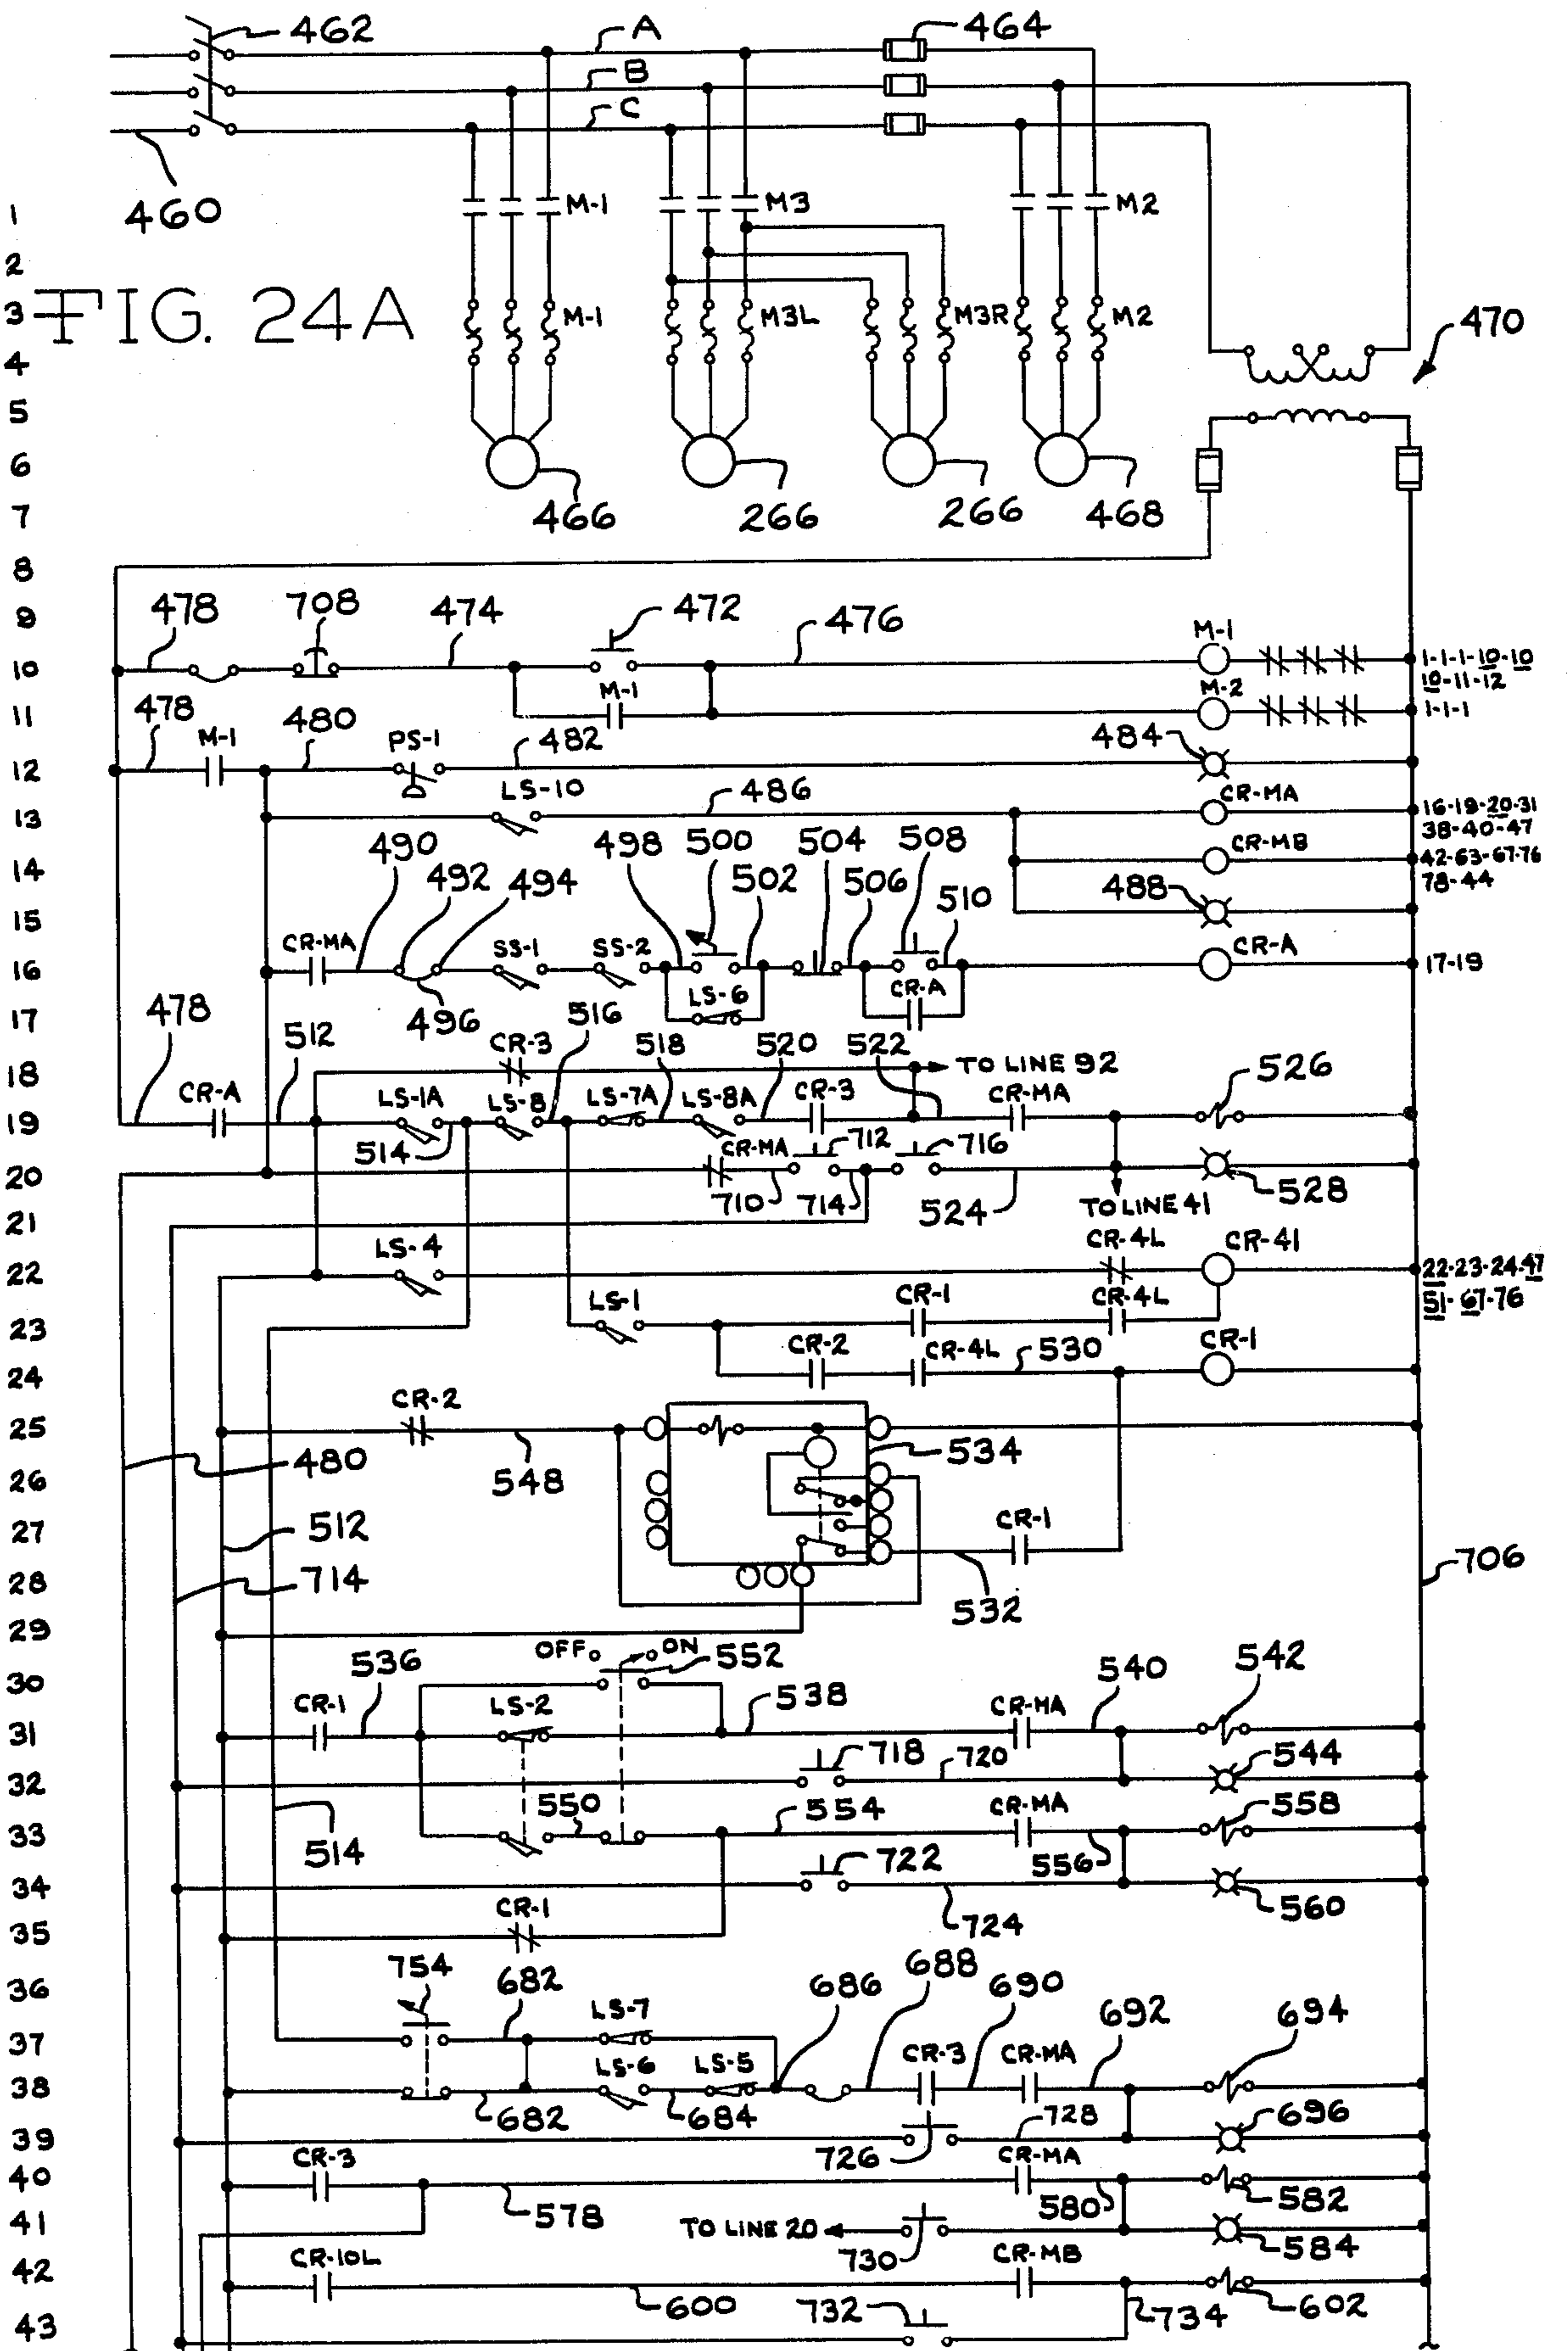 462
A
464
B
C
1 460 M-1 M3 M2
2
3 FIG. 24A M-1 M3L M3R M2 470
4
5
6
466 266 266 468
7
8
9 478 708 474 472 476 M-1
10 1-1-1-10-10
10-11-12
M-1 M-2
11 478 480 1-1-1
M-1 PS-1 482 484
12
LS-10 486 CR-MA
13 16-19-20-31
38-40-47
490 498 500 504 508 CR-MB
14 492 494 502 506 42-63-67-76
78-44
510 488
15
CR-MA SS-1 SS-2 CR-A
16 17-19
LS-6 CR-A
17 478 512 496 516
CR-3 518 520 522
18 TO LINE 92 526
CR-A LS-1A LS-8 LS-7A LS-8A CR-3 CR-MA
19
514 CR-MA 712 716
20
710 714 524 TO LINE 41 528
21
LS-4 CR-4L CR-41
22 22-23-24-47
51-67-76
LS-1 CR-1 CR-4L
23
CR-2 CR-4L 530 CR-1
24
CR-2
25
480 548 534
26
27 512 CR-1
706
28 714
532
29
OFF ON 552
536 540 542
30
CR-1 LS-2 538 CR-MA
31
718 720 544
32
550 554 CR-MA 558
33
514 722 556
34
CR-1 724 560
35
754 682 686 688 690
36
LS-7 692 694
37
LS-6 LS-5 CR-3 CR-MA
38
682 684 728 696
39
CR-3 726 CR-MA
40
578 580 582
41 TO LINE 20
CR-10L 730 CR-MB 584
42
600 732 734 602
43